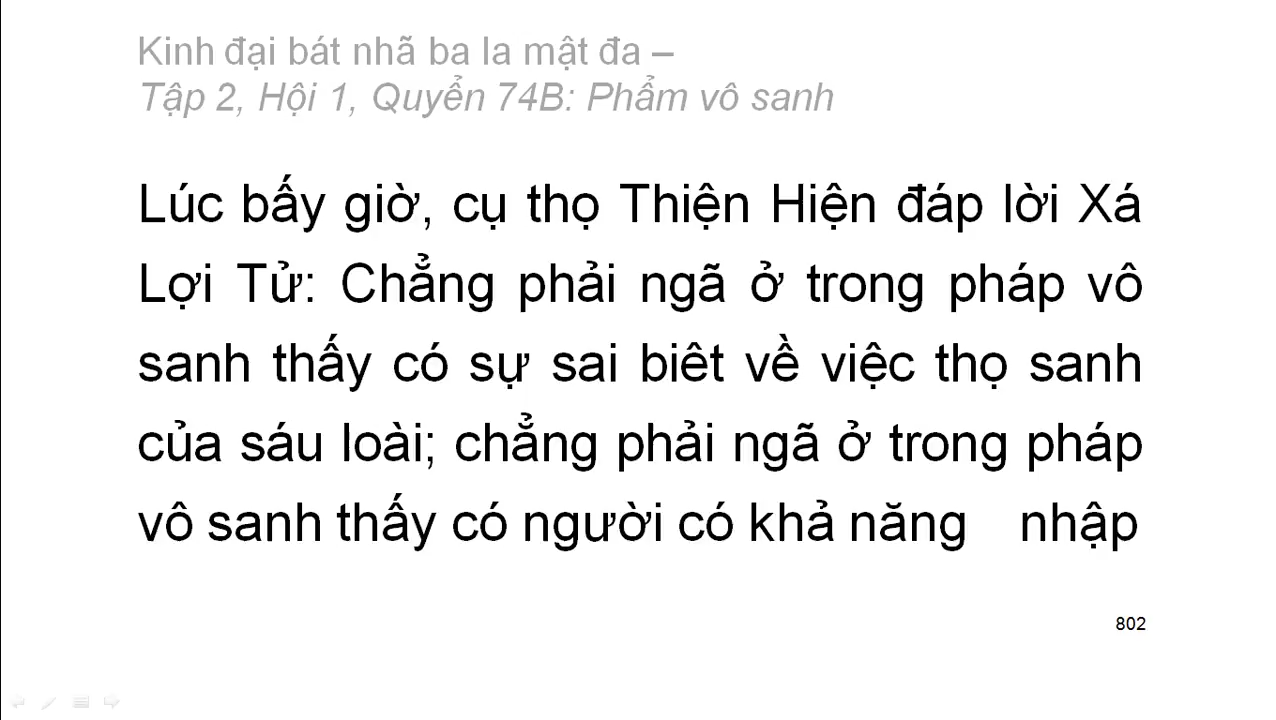 Kinh đại bát nhã ba la mật đa –
Tập 2, Hội 1, Quyển 74B: Phẩm vô sanh
Lúc bấy giờ, cụ thọ Thiện Hiện đáp lời Xá
Lợi Tử: Chẳng phải ngã ở trong pháp vô
sanh thấy có sự sai biêt về việc thọ sanh
của sáu loài; chẳng phải ngã ở trong pháp
vô sanh thấy có người có khả năng nhập
802